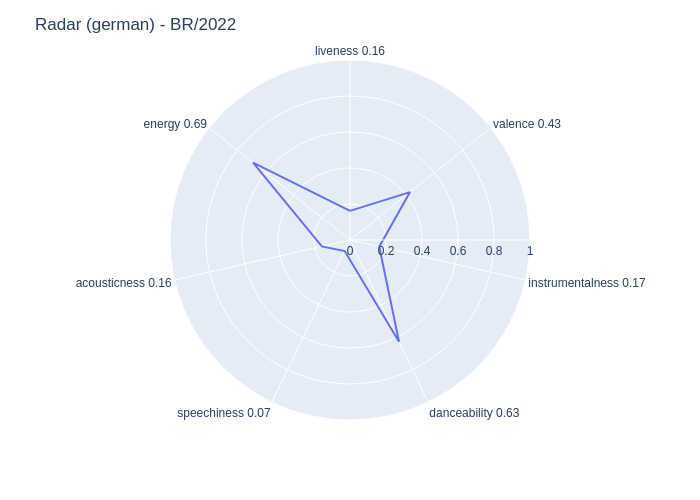 Radar (german) - BR/2022
liveness 0.16
energy 0.69
valence 0.43
0 0.2 0.4 0.6 0.8 1
acousticness 0.16
instrumentalness 0.17
speechiness 0.07
danceability 0.63